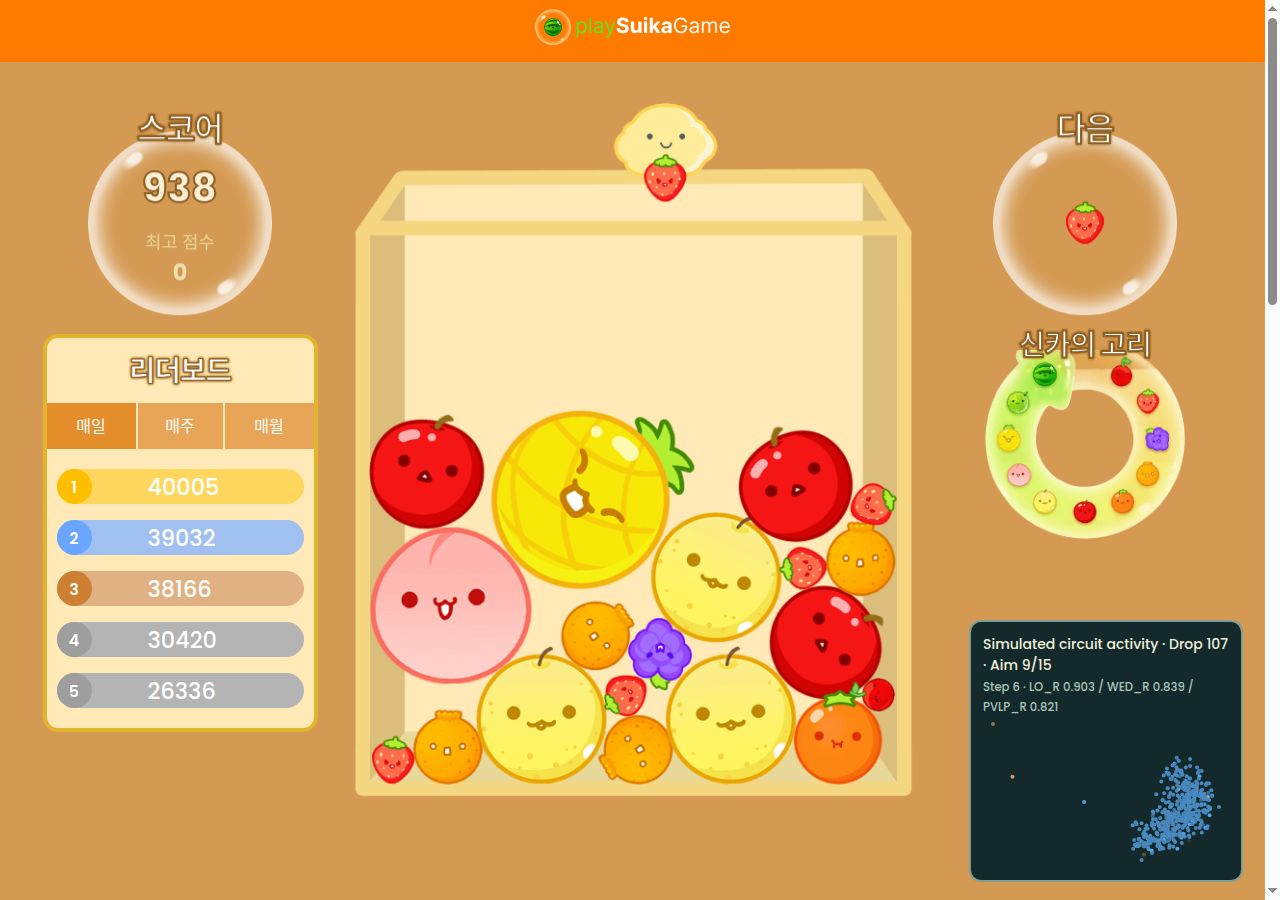 playSuikaGame
스코어
938
최고 점수
0
다음
신카의 고리
리더보드
매일 매주 매월
1 40005
2 39032
3 38166
4 30420
5 26336
Simulated circuit activity · Drop 107
· Aim 9/15
Step 6 · LO_R 0.903 / WED_R 0.839 /
PVLP_R 0.821